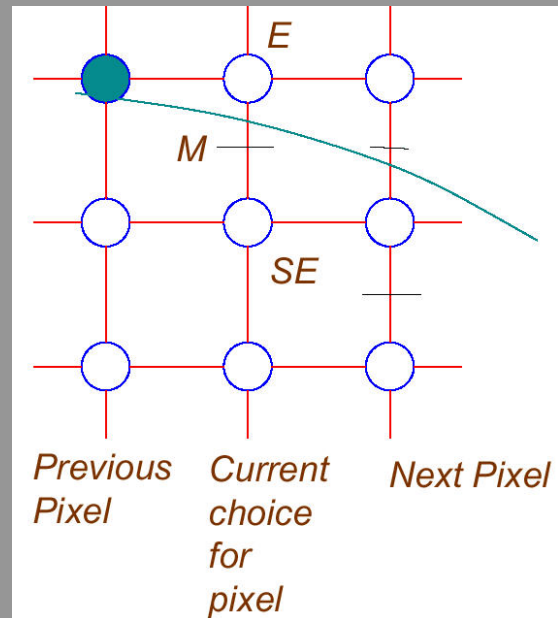 E
M
SE
Previous
Pixel
Current
choice
for
pixel
Next Pixel